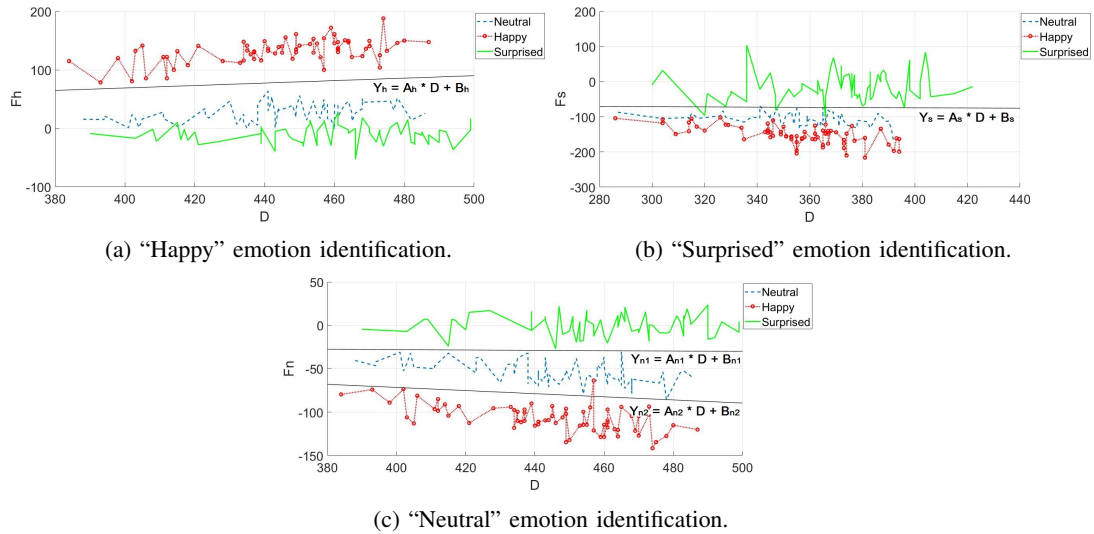 200
100
0
-100
380
400
420
440
460
480
500
Fh
D
Neutral
Happy
Surprised
Yₕ = Aₕ * D + Bₕ
(a) “Happy” emotion identification.
200
100
0
-100
-200
-300
280
300
320
340
360
380
400
420
440
Fs
D
Neutral
Happy
Surprised
Yₛ = Aₛ * D + Bₛ
(b) “Surprised” emotion identification.
50
0
-50
-100
-150
380
400
420
440
460
480
500
Fn
D
Neutral
Happy
Surprised
Yₙ₁ = Aₙ₁ * D + Bₙ₁
Yₙ₂ = Aₙ₂ * D + Bₙ₂
(c) “Neutral” emotion identification.